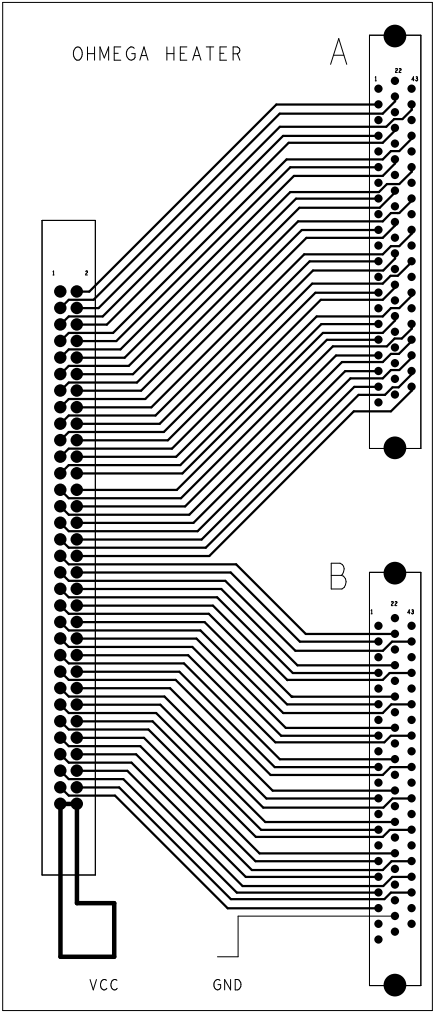 OHMEGA HEATER
A
1 22 43
1 2
B
1 22 43
VCC GND